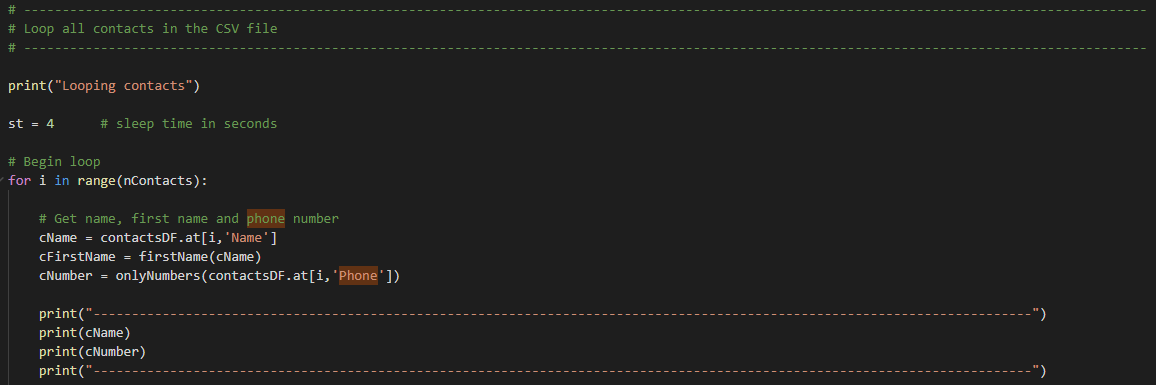 # --------------------------------------------------------------------------------------------------------------------------------------------------
# Loop all contacts in the CSV file
# --------------------------------------------------------------------------------------------------------------------------------------------------
print("Looping contacts")
st = 4      # sleep time in seconds
# Begin loop
for i in range(nContacts):
    # Get name, first name and phone number
    cName = contactsDF.at[i,'Name']
    cFirstName = firstName(cName)
    cNumber = onlyNumbers(contactsDF.at[i,'Phone'])
    print("--------------------------------------------------------------------------------------------------------------------------")
    print(cName)
    print(cNumber)
    print("--------------------------------------------------------------------------------------------------------------------------")